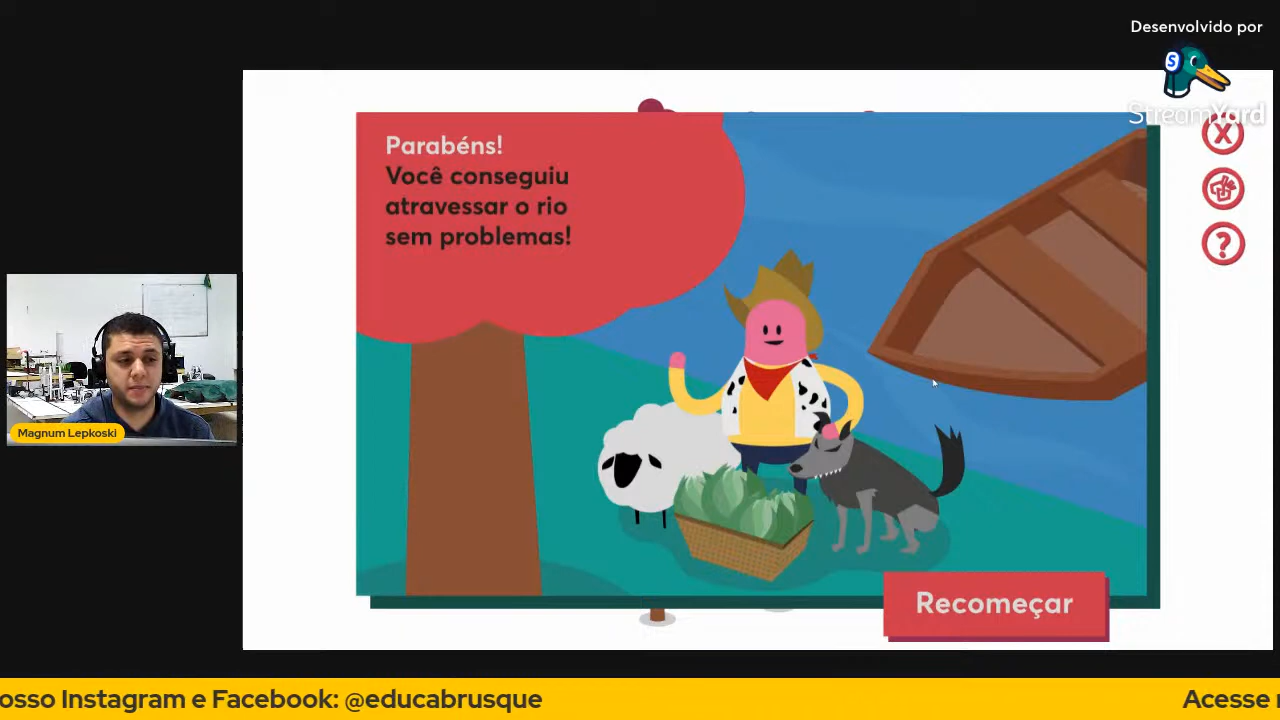 Desenvolvido por
S
StreamYard
Parabéns!
Você conseguiu
atravessar o rio
sem problemas!
X
?
Magnum Lepkoski
Recomeçar
osso Instagram e Facebook: @educabrusque
Acesse